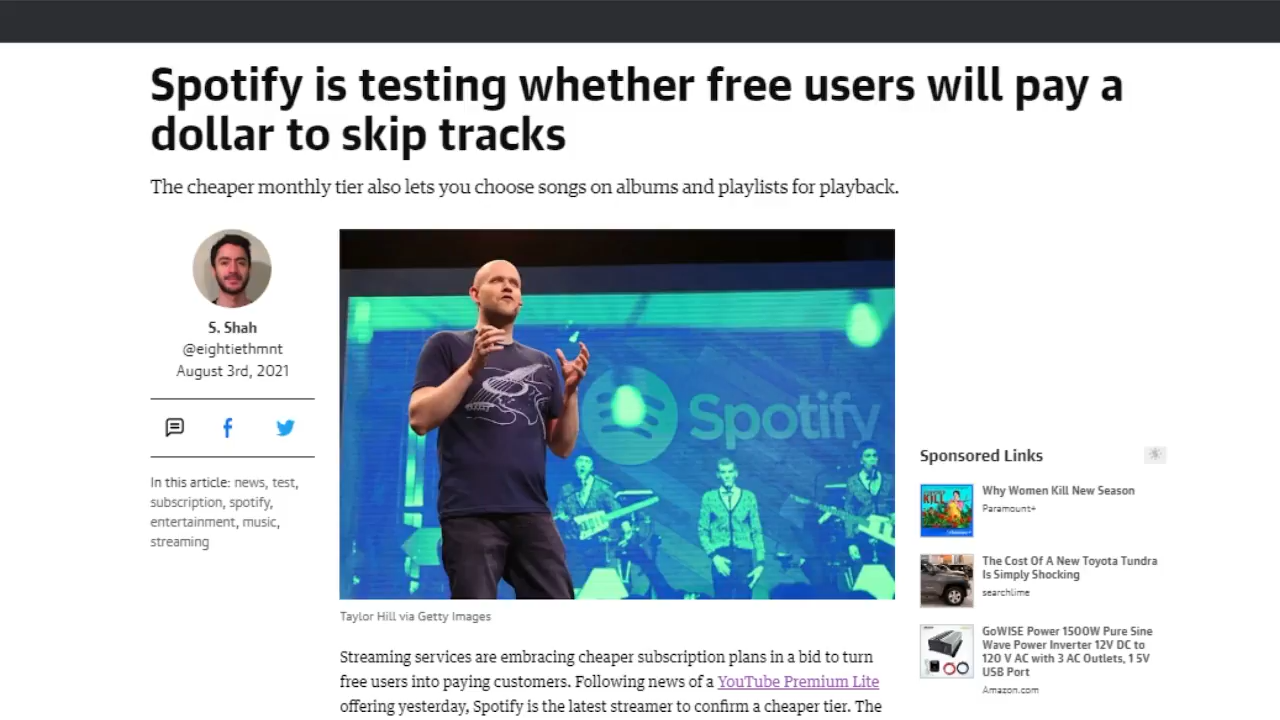 Spotify is testing whether free users will pay a
dollar to skip tracks
The cheaper monthly tier also lets you choose songs on albums and playlists for playback.
S. Shah
@eightiethmnt
August 3rd, 2021
In this article: news, test,
subscription, spotify,
entertainment, music,
streaming
Spotify
Taylor Hill via Getty Images
Streaming services are embracing cheaper subscription plans in a bid to turn
free users into paying customers. Following news of a YouTube Premium Lite
offering yesterday, Spotify is the latest streamer to confirm a cheaper tier. The
Sponsored Links
KILL
Why Women Kill New Season
Paramount+
The Cost Of A New Toyota Tundra
Is Simply Shocking
searchlime
GoWISE Power 1500W Pure Sine
Wave Power Inverter 12V DC to
120 V AC with 3 AC Outlets, 1 5V
USB Port
Amazon.com